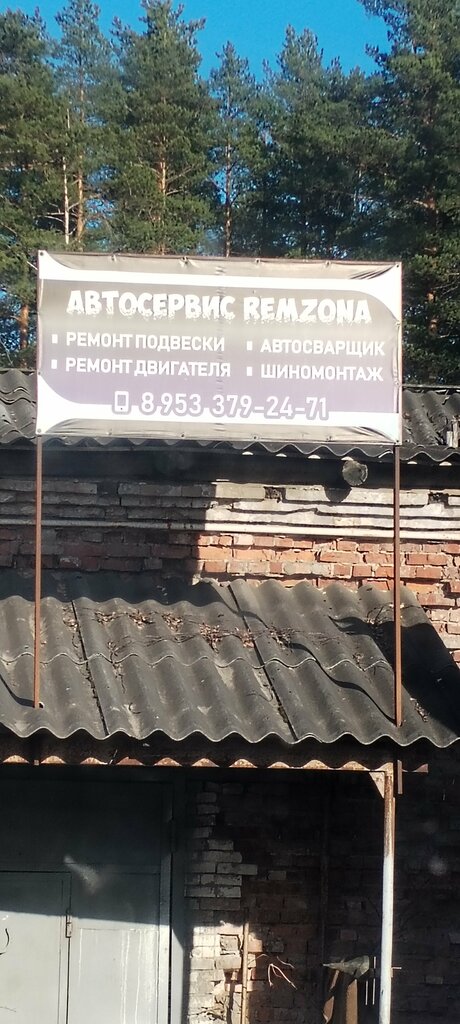 АВТОСЕРВИС REMZONA
РЕМОНТ ПОДВЕСКИ
АВТОСВАРЩИК
РЕМОНТ ДВИГАТЕЛЯ
ШИНОМОНТАЖ
8 953 379-24-71